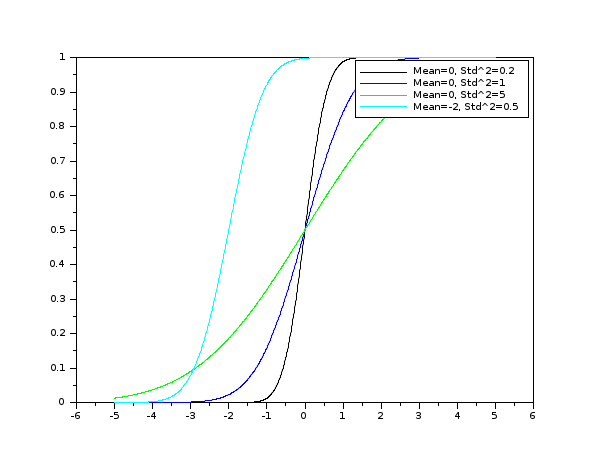 1
0.9
0.8
0.7
0.6
0.5
0.4
0.3
0.2
0.1
0
-6 -5 -4 -3 -2 -1 0 1 2 3 4 5 6
Mean=0, Std^2=0.2
Mean=0, Std^2=1
Mean=0, Std^2=5
Mean=-2, Std^2=0.5